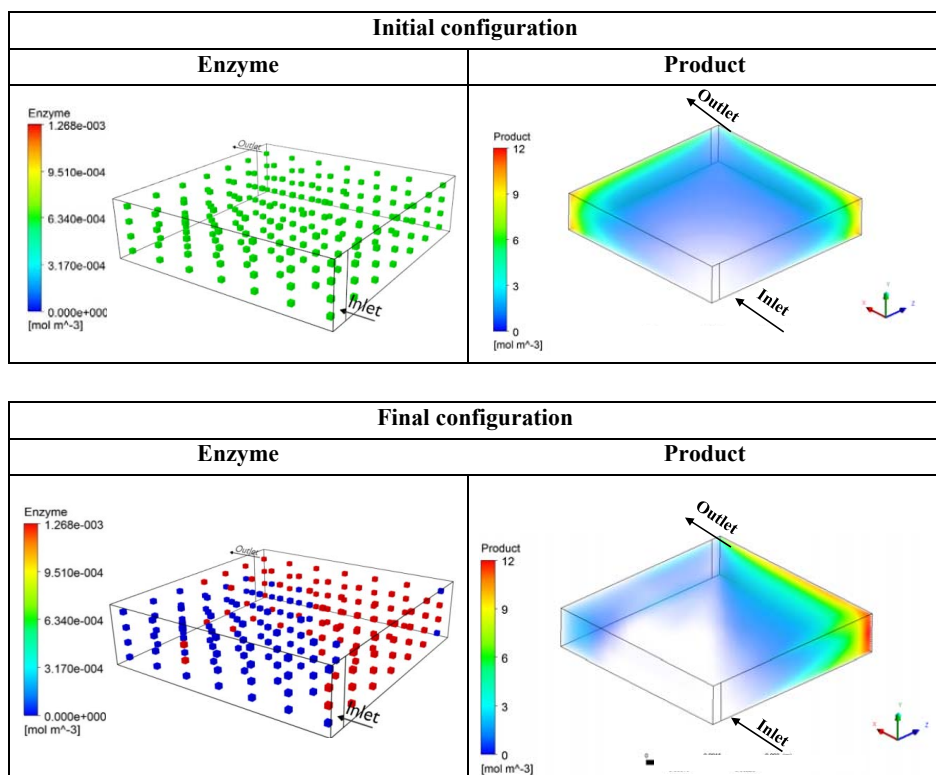 Initial configuration
Enzyme
Product
Enzyme
1.268e-003
9.510e-004
6.340e-004
3.170e-004
0.000e+000
[mol m^-3]
Outlet
Inlet
Product
12
9
6
3
0
[mol m^-3]
Outlet
Inlet
X
Y
Z
Final configuration
Enzyme
Product
Enzyme
1.268e-003
9.510e-004
6.340e-004
3.170e-004
0.000e+000
[mol m^-3]
Outlet
Inlet
Product
12
9
6
3
0
[mol m^-3]
Outlet
Inlet
X
Y
Z
0